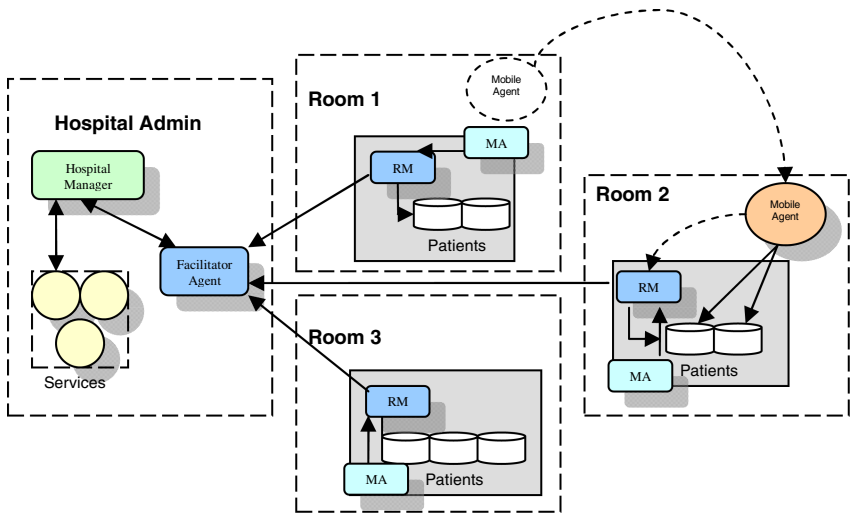 Hospital Admin
Hospital
Manager
Facilitator
Agent
Services
Room 1
Mobile
Agent
MA
RM
Patients
Room 2
Mobile
Agent
RM
MA
Patients
Room 3
RM
MA
Patients